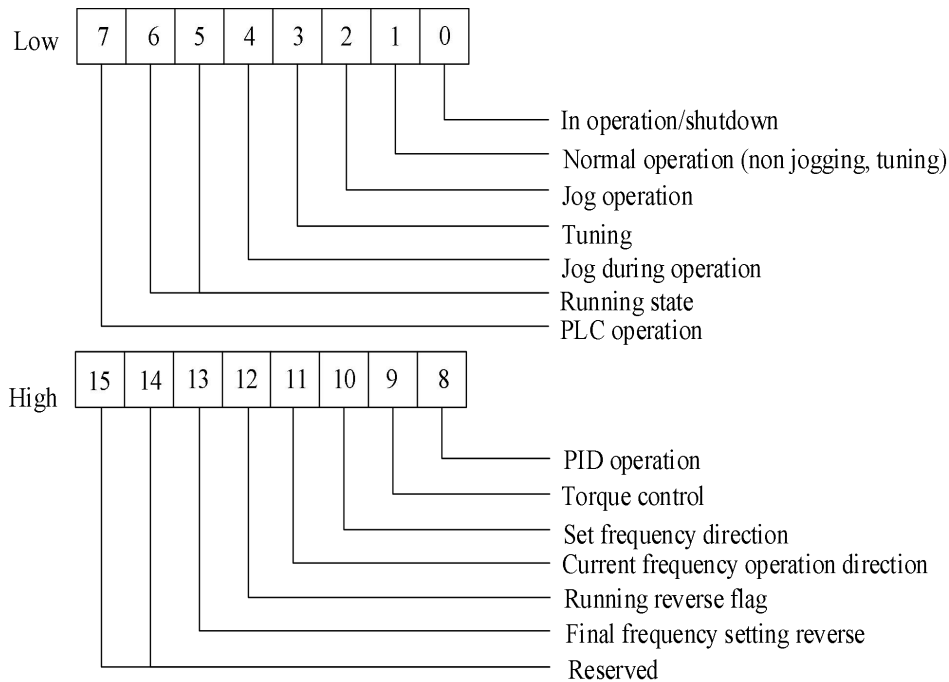 Low 7 6 5 4 3 2 1 0
In operation/shutdown
Normal operation (non jogging, tuning)
Jog operation
Tuning
Jog during operation
Running state
PLC operation
High 15 14 13 12 11 10 9 8
PID operation
Torque control
Set frequency direction
Current frequency operation direction
Running reverse flag
Final frequency setting reverse
Reserved